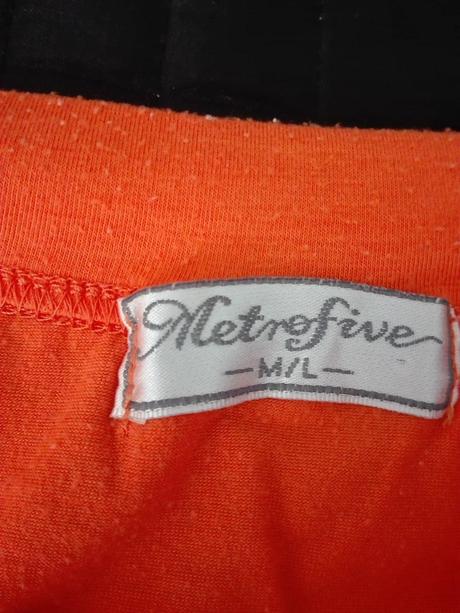 Metrofive
—M/L—